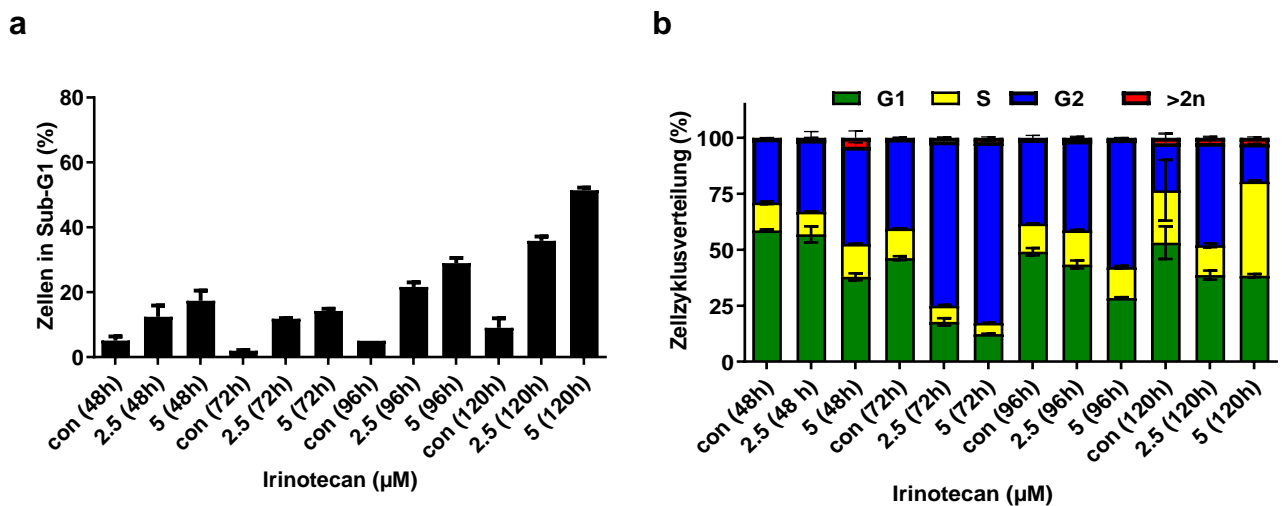 a
80
60
40
20
0
Zellen in Sub-G1 (%)
con (48h)
2.5 (48h)
5 (48h)
con (72h)
2.5 (72h)
5 (72h)
con (96h)
2.5 (96h)
5 (96h)
con (120h)
2.5 (120h)
5 (120h)
Irinotecan (µM)
b
G1 S G2 >2n
100
75
50
25
0
Zellzyklusverteilung (%)
con (48h)
2.5 (48 h)
5 (48h)
con (72h)
2.5 (72h)
5 (72h)
con (96h)
2.5 (96h)
5 (96h)
con (120h)
2.5 (120h)
5 (120h)
Irinotecan (µM)